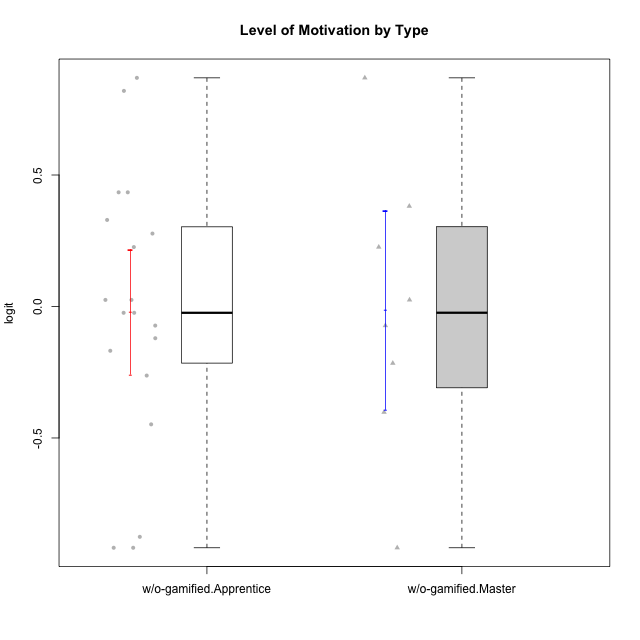 Level of Motivation by Type
logit
0.5
0.0
-0.5
w/o-gamified.Apprentice
w/o-gamified.Master